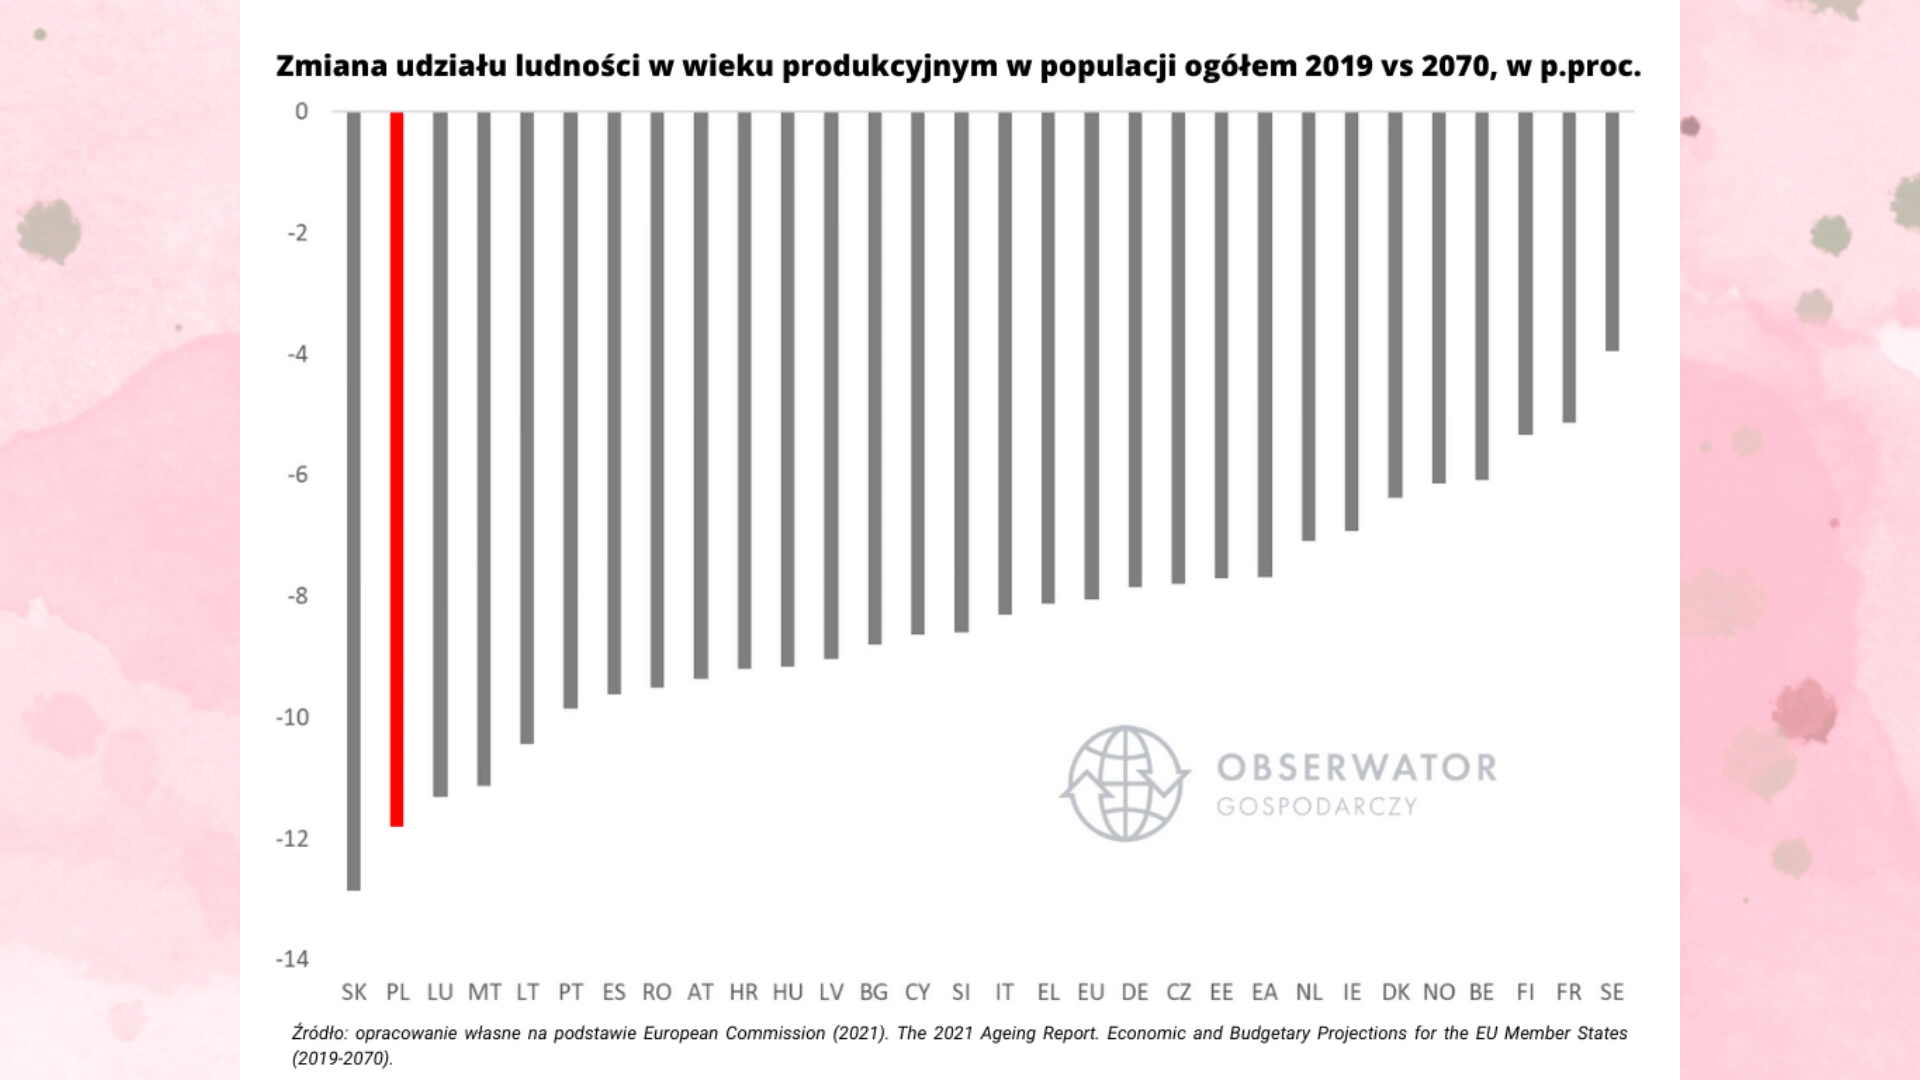 Zmiana udziału ludności w wieku produkcyjnym w populacji ogółem 2019 vs 2070, w p.proc.
0
-2
-4
-6
-8
-10
-12
-14
OBSERWATOR
GOSPODARCZY
SK PL LU MT LT PT ES RO AT HR HU LV BG CY SI IT EL EU DE CZ EE EA NL IE DK NO BE FI FR SE
Źródło: opracowanie własne na podstawie European Commission (2021). The 2021 Ageing Report. Economic and Budgetary Projections for the EU Member States
(2019-2070).